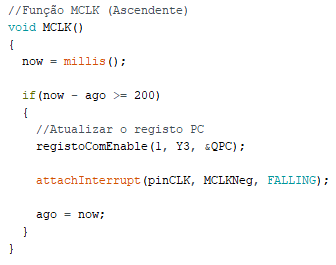 //Função MCLK (Ascendente)
void MCLK()
{
now = millis();
if(now - ago >= 200)
{
//Atualizar o registo PC
registoComEnable(1, Y3, &QPC);
attachInterrupt(pinCLK, MCLKNeg, FALLING);
ago = now;
}
}